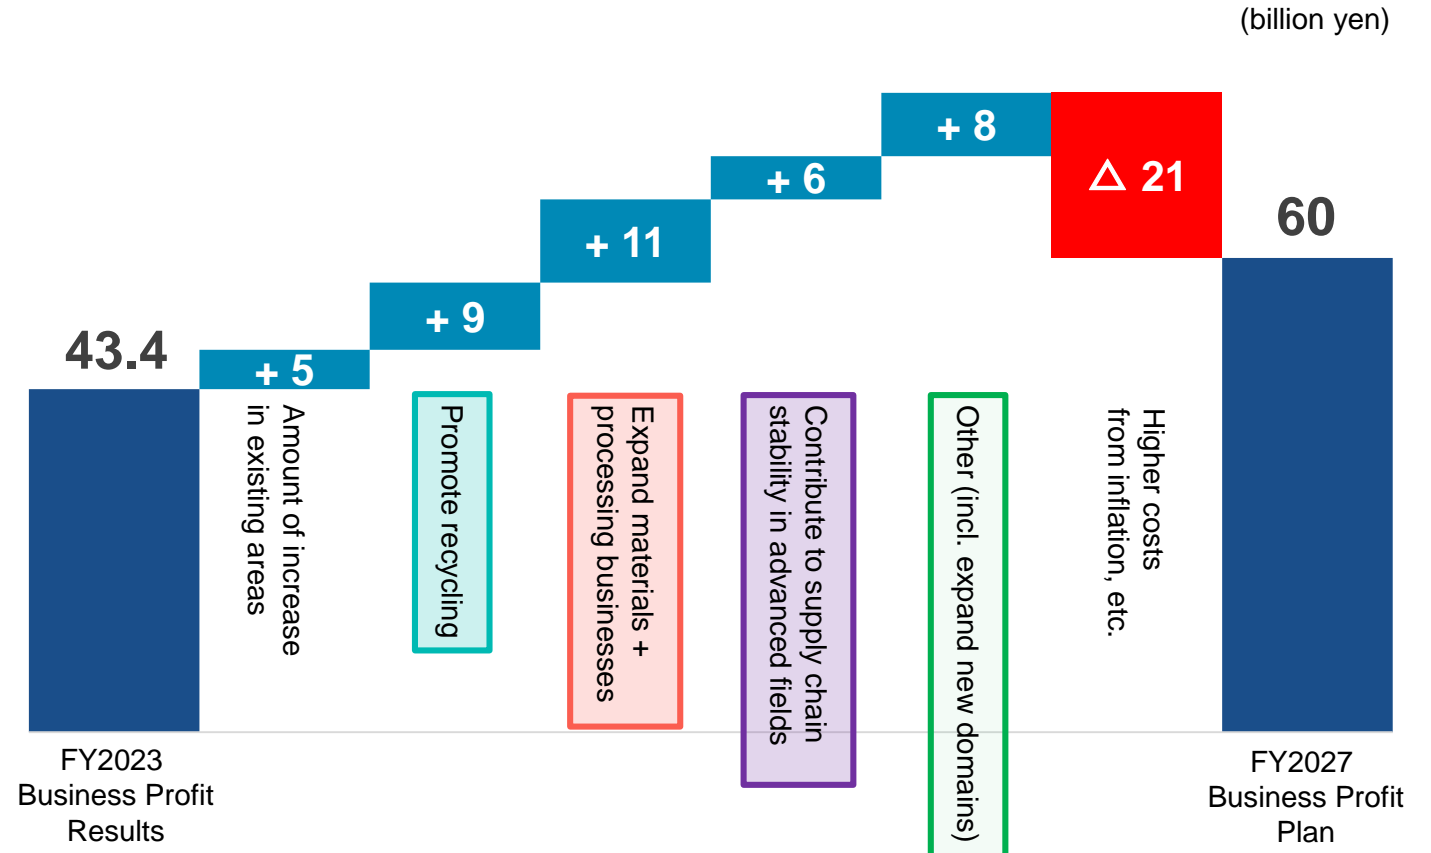 (billion yen)
43.4
+ 5
+ 9
+ 11
+ 6
+ 8
△ 21
60
Amount of increase
in existing areas
Promote recycling
Expand materials +
processing businesses
Contribute to supply chain
stability in advanced fields
Other (incl. expand new domains)
Higher costs
from inflation, etc.
FY2023
Business Profit
Results
FY2027
Business Profit
Plan